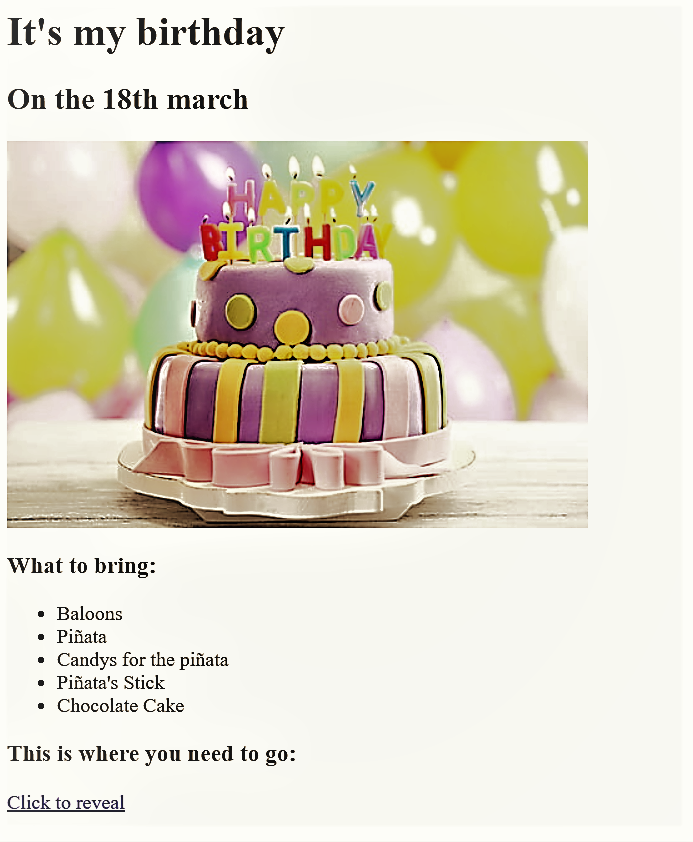 It's my birthday
On the 18th march
HAPPY
BIRTHDAY
What to bring:
Baloons
Piñata
Candys for the piñata
Piñata's Stick
Chocolate Cake
This is where you need to go:
Click to reveal